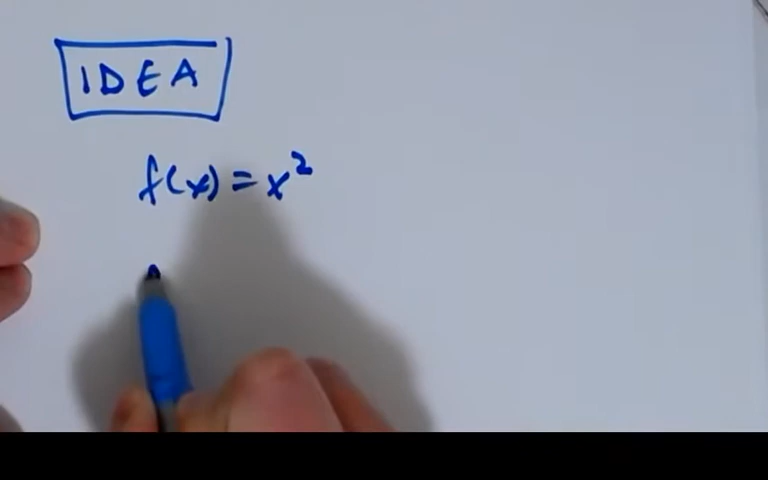 IDEA
f(x) = x²